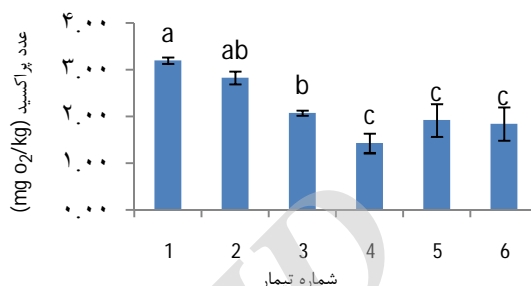 عدد پراکسید (mg o₂/kg)
۴.۰۰
۳.۰۰
۲.۰۰
۱.۰۰
۰.۰۰
a
ab
b
c
c
c
1 2 3 4 5 6
شماره تیمار